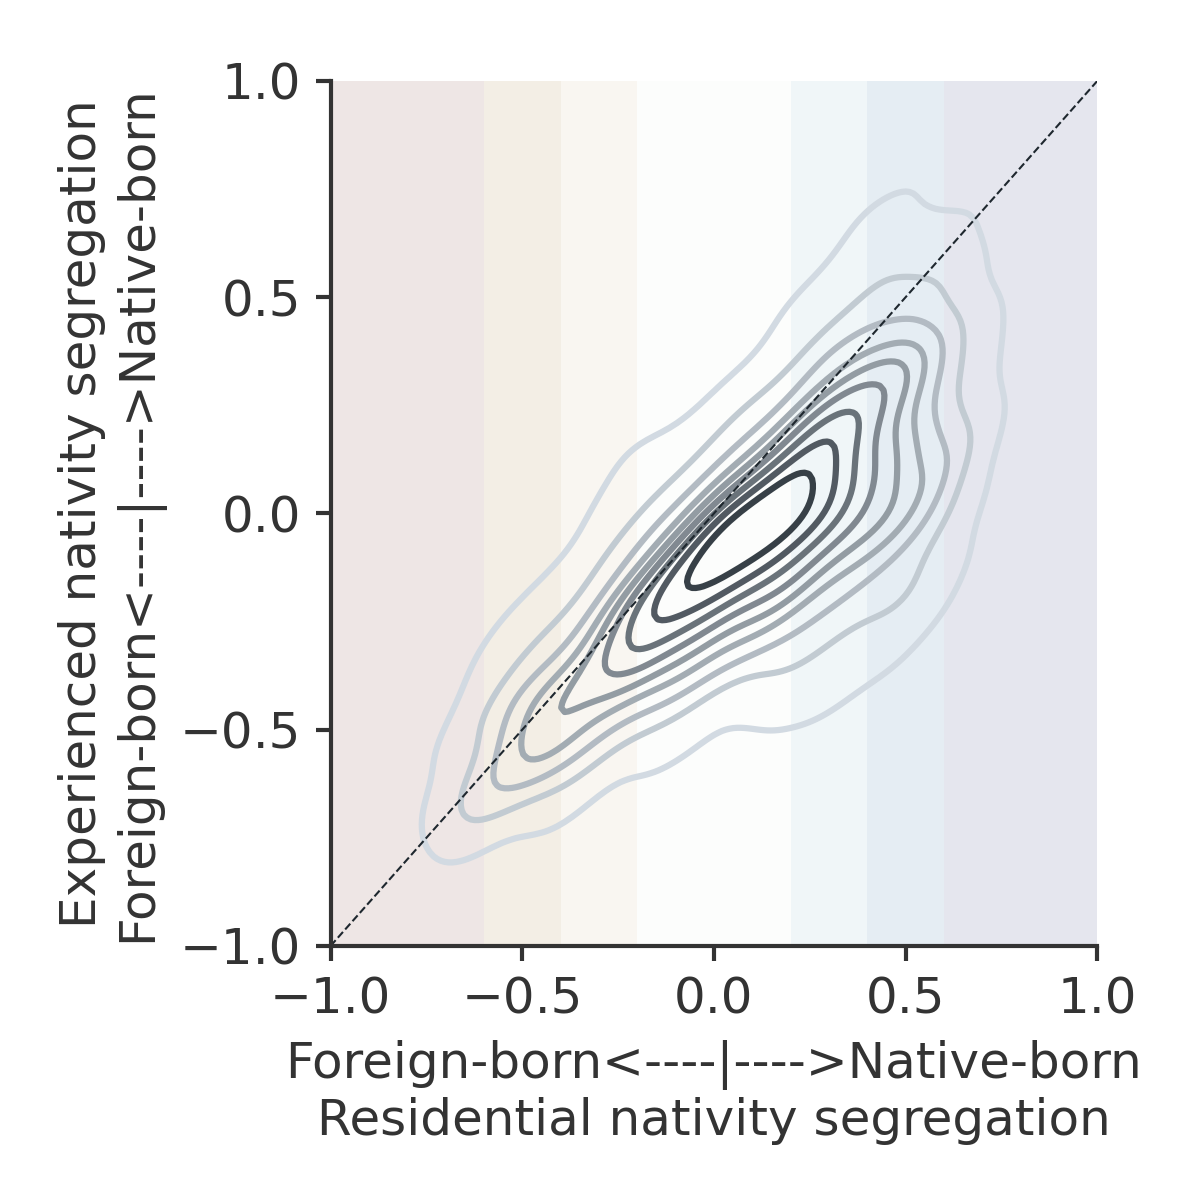 Experienced nativity segregation
Foreign-born<----|---->Native-born
1.0
0.5
0.0
−0.5
−1.0
−1.0 −0.5 0.0 0.5 1.0
Foreign-born<----|---->Native-born
Residential nativity segregation